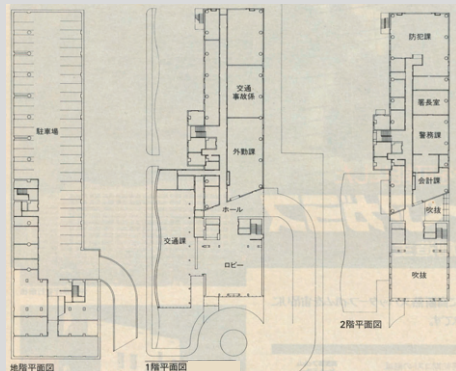 駐車場
地階平面図
交通
事故係
外勤課
ホール
交通課
ロビー
1階平面図
防犯課
署長室
警務課
会計課
吹抜
吹抜
2階平面図